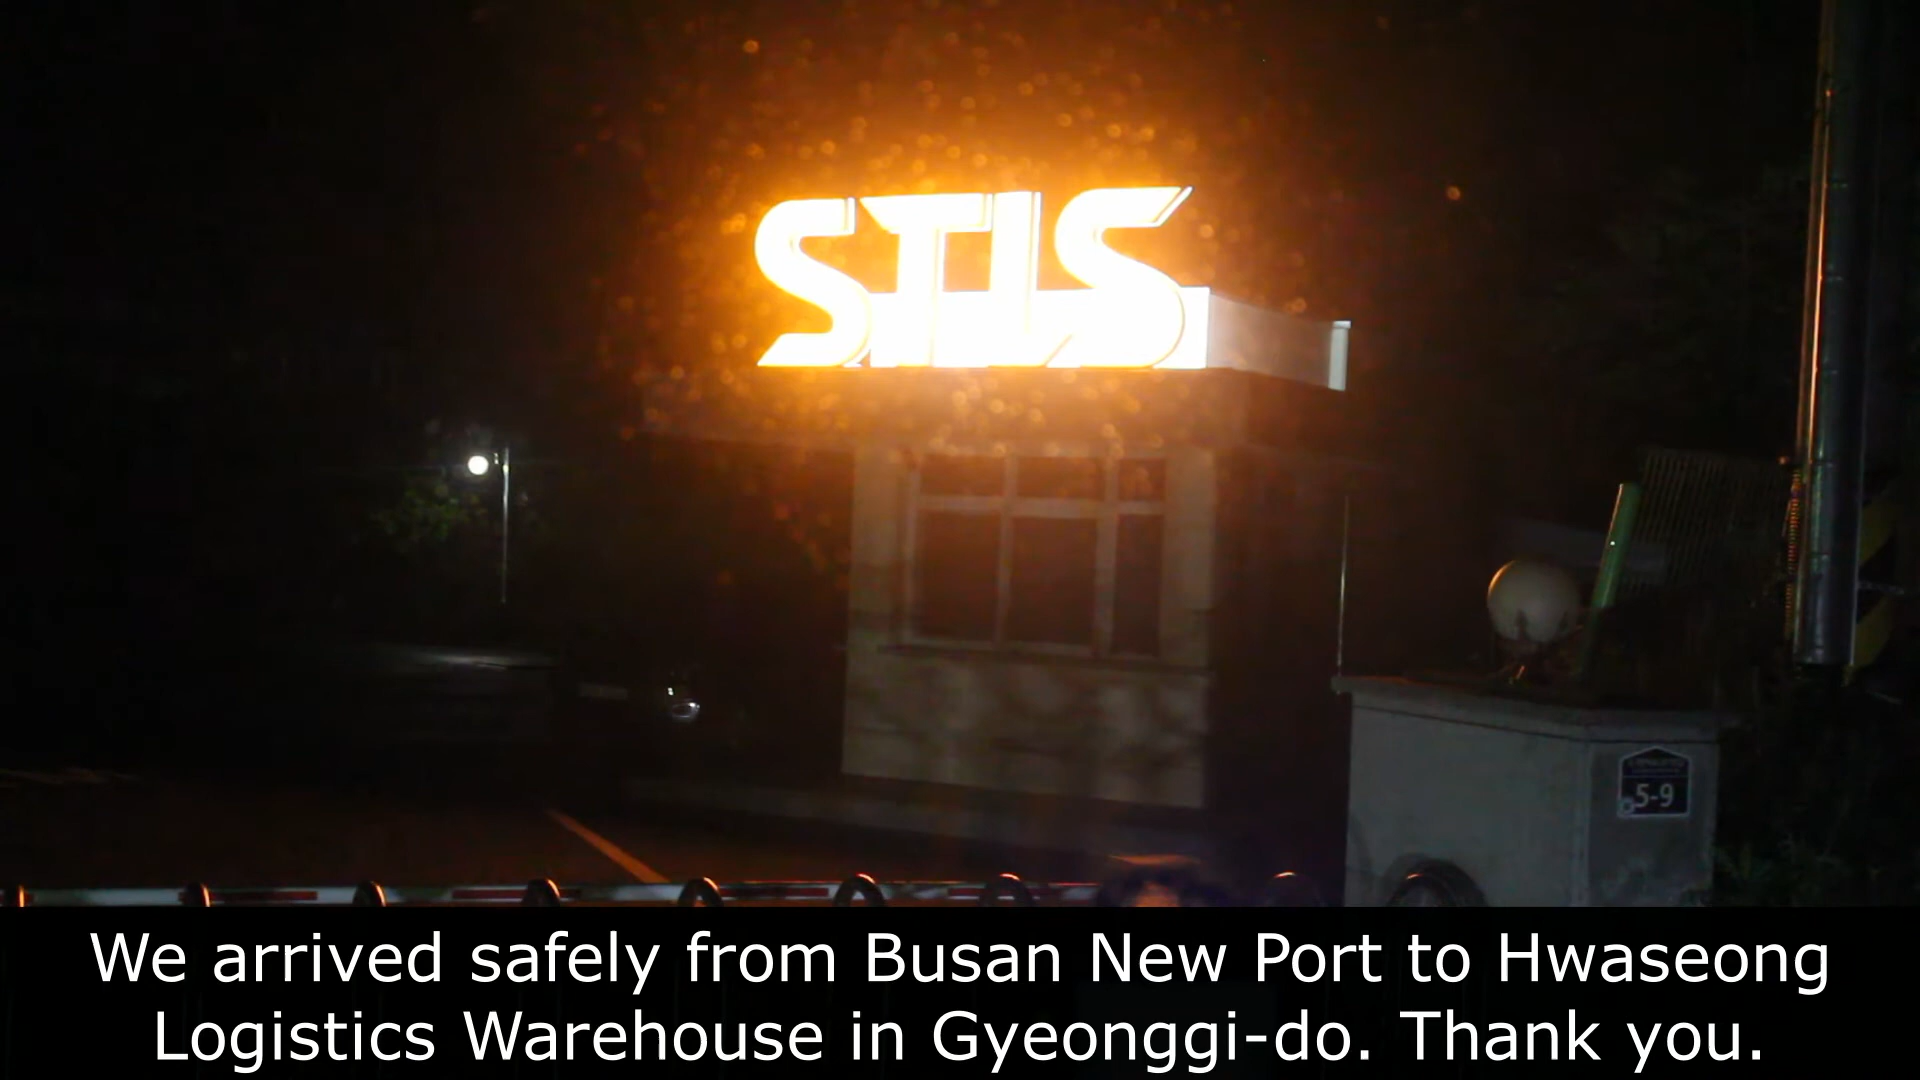 STLS
5-9
We arrived safely from Busan New Port to Hwaseong
Logistics Warehouse in Gyeonggi-do. Thank you.